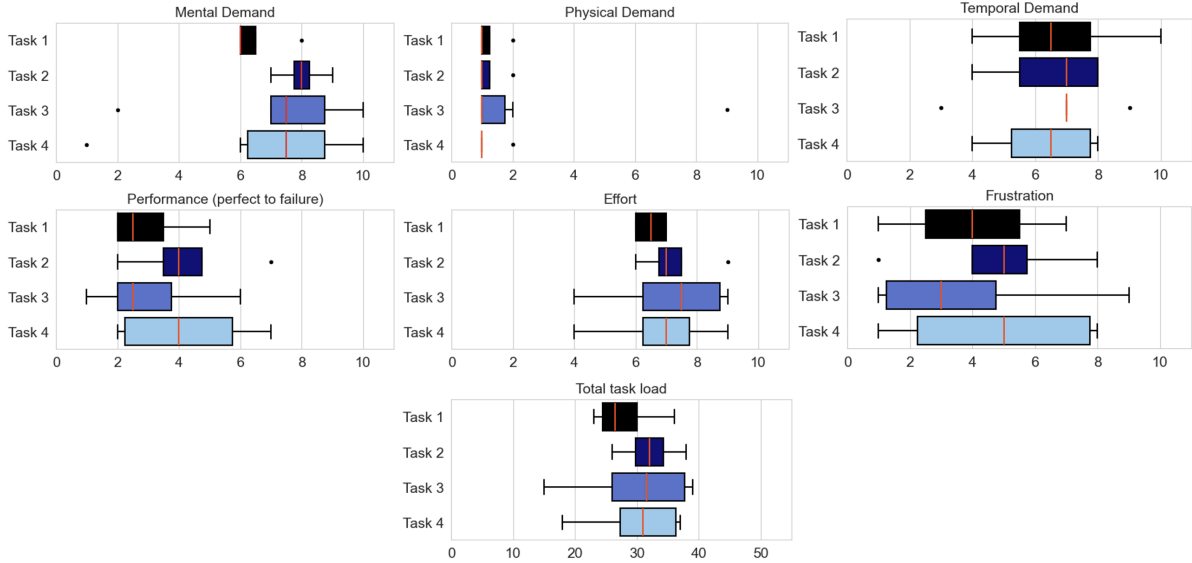 Mental Demand
Task 1
Task 2
Task 3
Task 4
0 2 4 6 8 10
Physical Demand
Task 1
Task 2
Task 3
Task 4
0 2 4 6 8 10
Temporal Demand
Task 1
Task 2
Task 3
Task 4
0 2 4 6 8 10
Performance (perfect to failure)
Task 1
Task 2
Task 3
Task 4
0 2 4 6 8 10
Effort
Task 1
Task 2
Task 3
Task 4
0 2 4 6 8 10
Frustration
Task 1
Task 2
Task 3
Task 4
0 2 4 6 8 10
Total task load
Task 1
Task 2
Task 3
Task 4
0 10 20 30 40 50